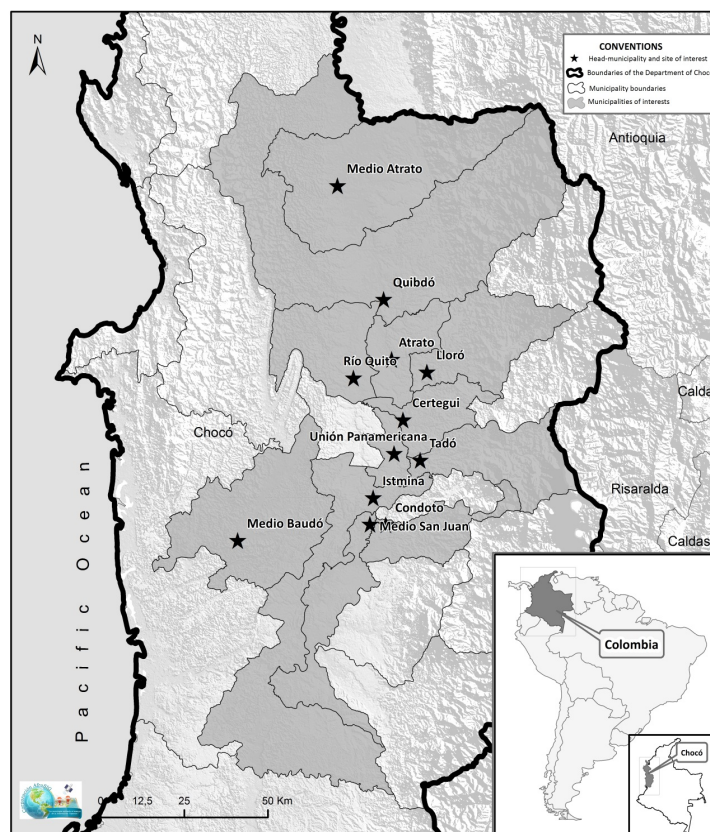 N
CONVENTIONS
Head-municipality and site of interest
Boundaries of the Department of Choc
Municipality boundaries
Municipalities of interests
Antioquia
Medio Atrato
Quibdó
Atrato
Río Quito
Lloró
Calda
Certegui
Chocó
Unión Panamericana
Tadó
Risaralda
Istmina
Condoto
Medio Baudó
Medio San Juan
Caldas
Pacific Ocean
Colombia
Chocó
0 12,5 25 50 Km